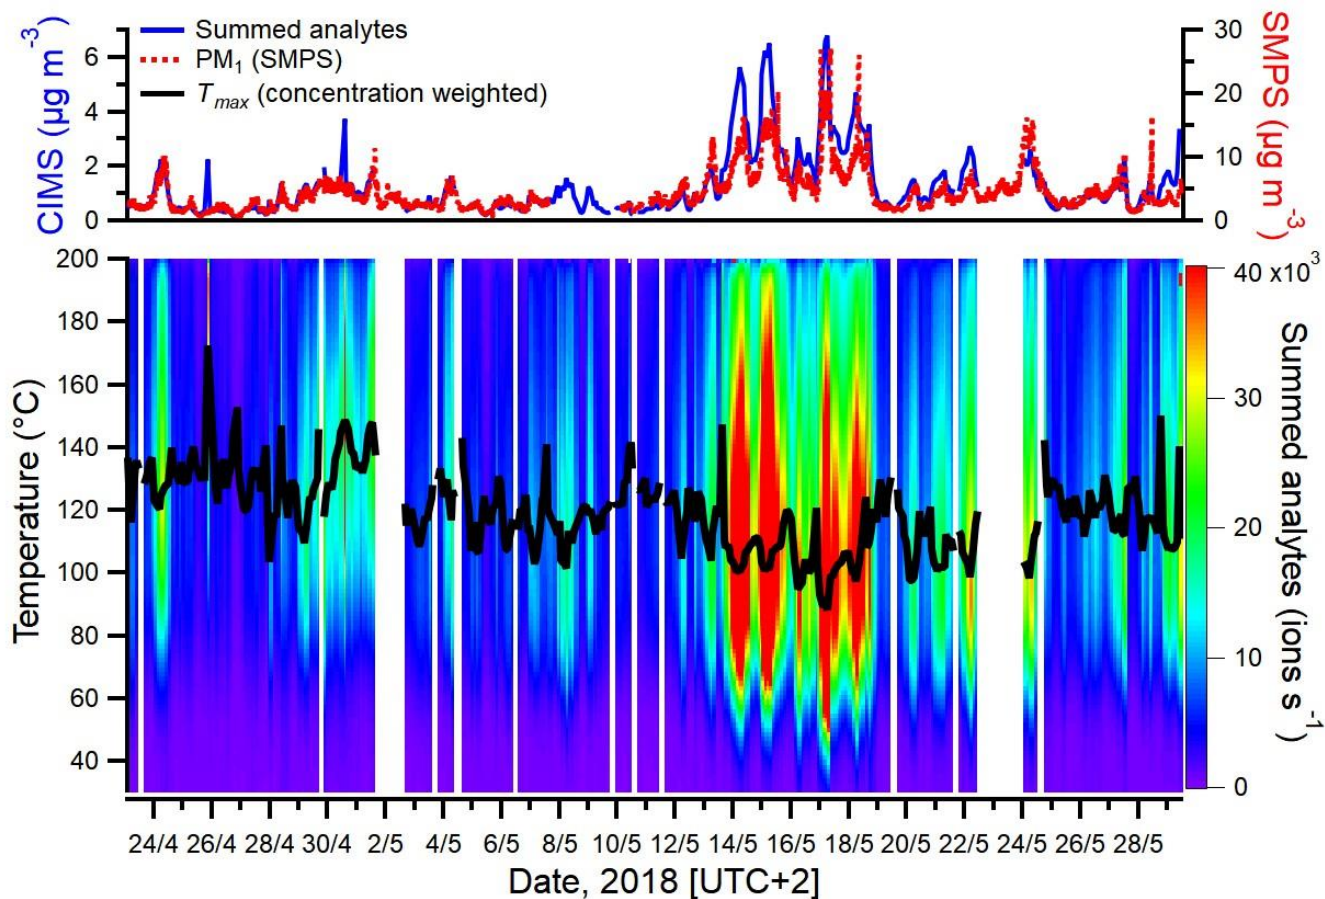 Summed analytes
PM1 (SMPS)
Tmax (concentration weighted)
CIMS (µg m-3)
6
4
2
0
30
20
10
0
SMPS (µg m-3)
200
180
160
140
120
100
80
60
40
Temperature (°C)
40 x10^3
30
20
10
0
Summed analytes (ions s-1)
24/4 26/4 28/4 30/4 2/5 4/5 6/5 8/5 10/5 12/5 14/5 16/5 18/5 20/5 22/5 24/5 26/5 28/5
Date, 2018 [UTC+2]